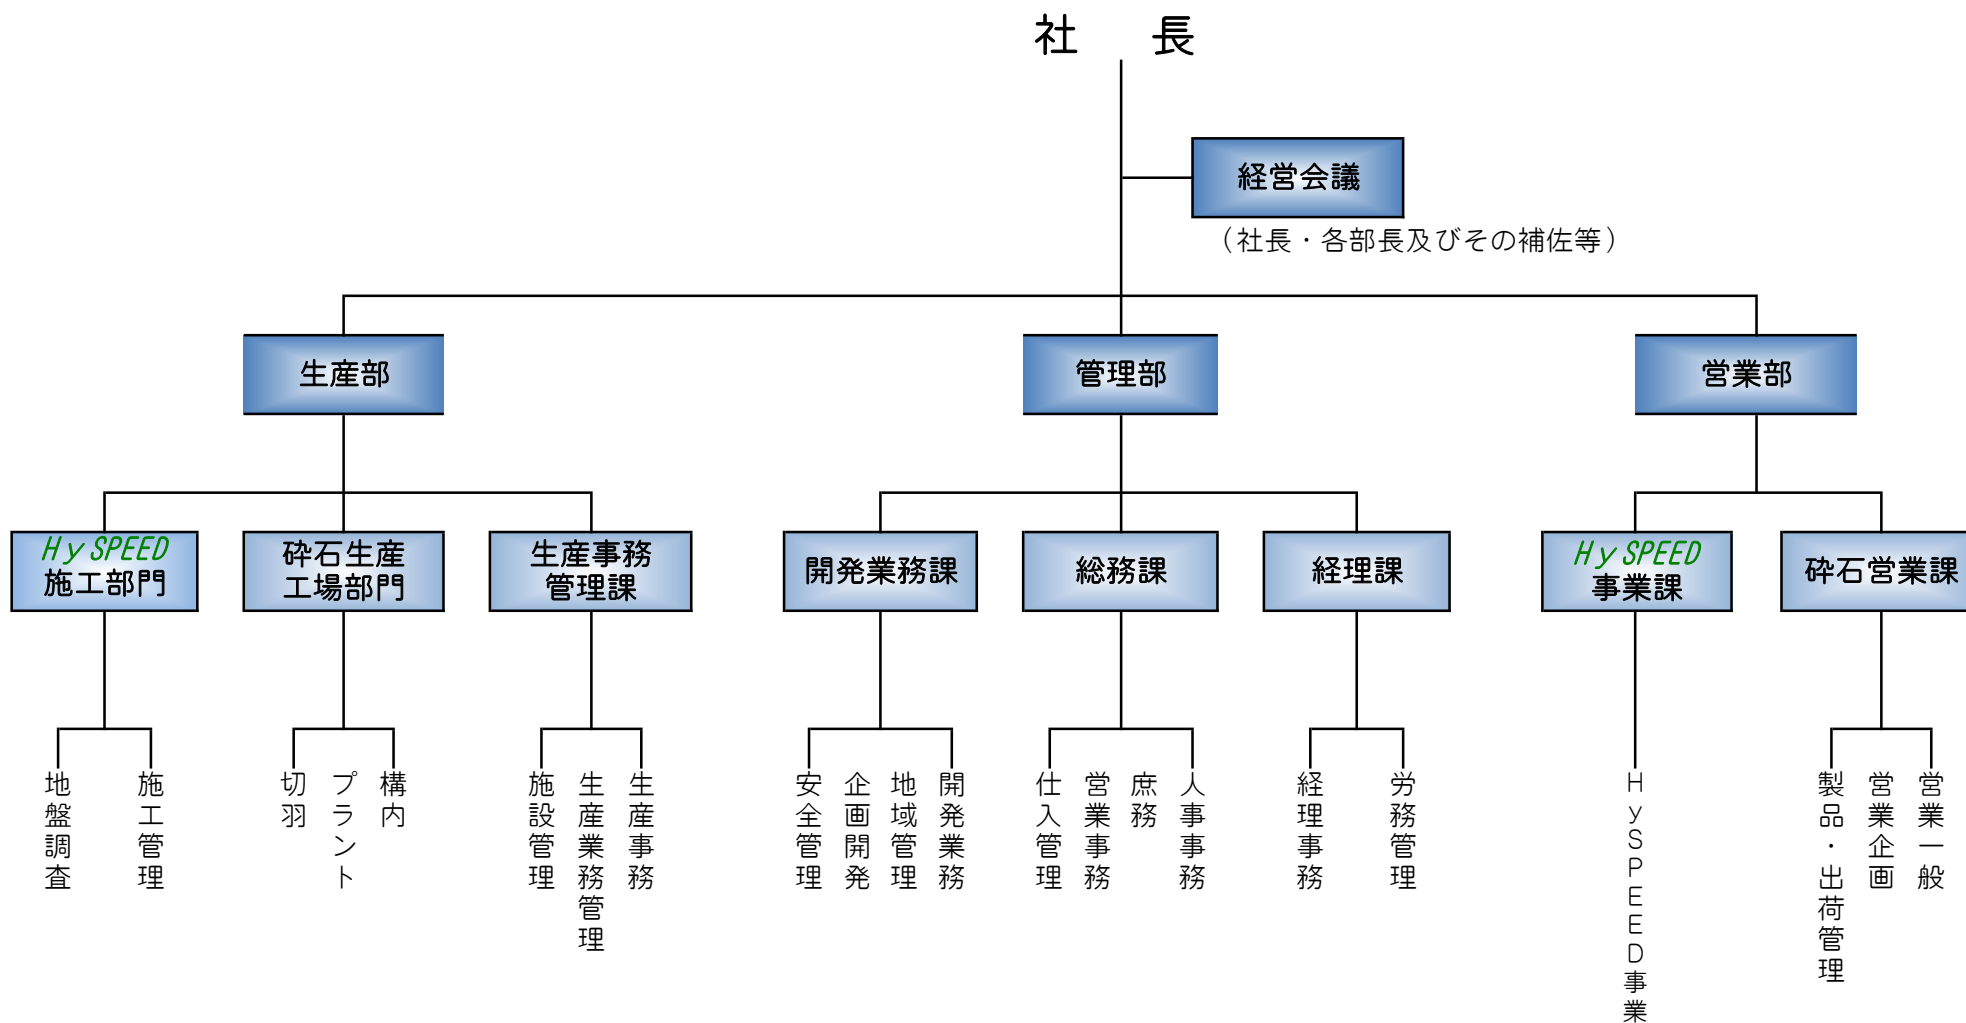 社　長
経営会議
（社長・各部長及びその補佐等）
生産部
管理部
営業部
HySPEED
施工部門
砕石生産
工場部門
生産事務
管理課
開発業務課
総務課
経理課
HySPEED
事業課
砕石営業課
地盤調査
施工管理
切羽
プラント
構内
施設管理
生産業務管理
生産事務
安全管理
企画開発
地域管理
開発業務
仕入管理
営業事務
庶務
人事事務
経理事務
労務管理
HySPEED事業
製品・出荷管理
営業企画
営業一般